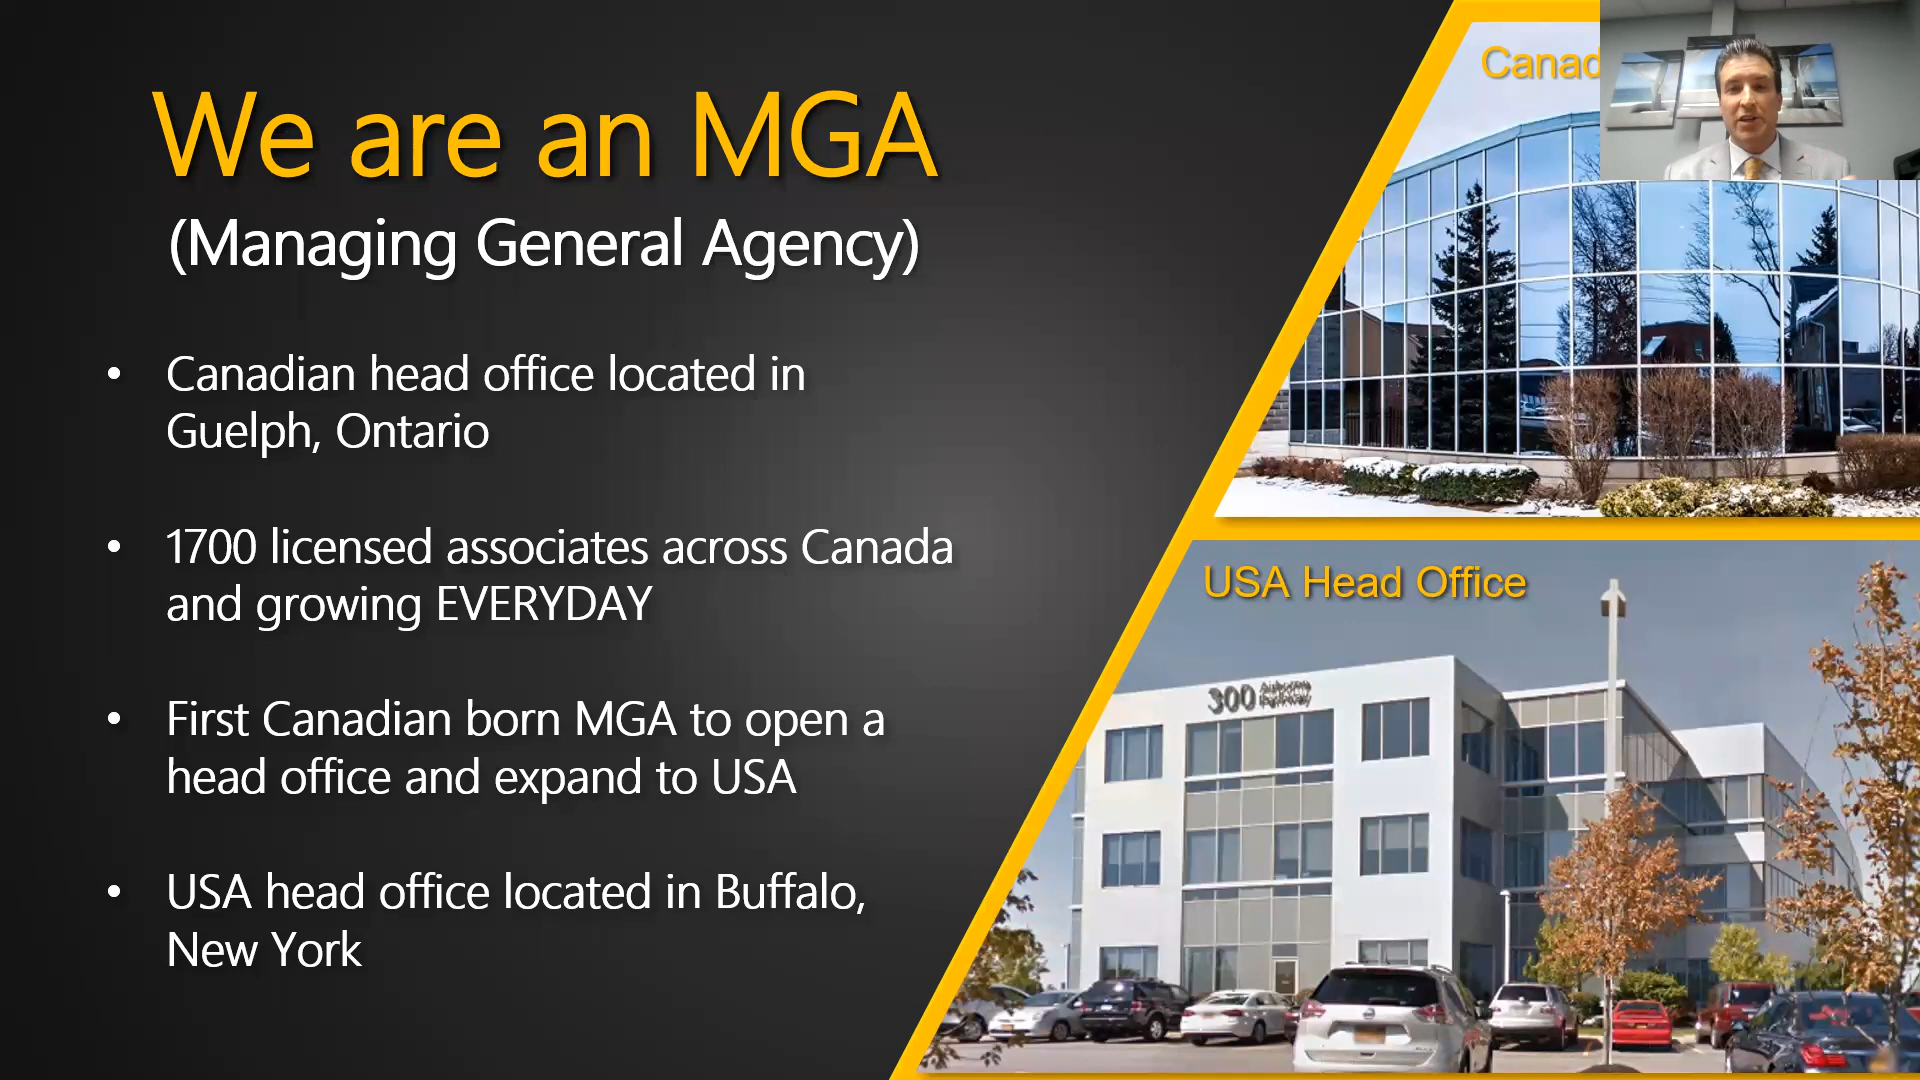 We are an MGA
(Managing General Agency)
• Canadian head office located in
Guelph, Ontario
• 1700 licensed associates across Canada
and growing EVERYDAY
• First Canadian born MGA to open a
head office and expand to USA
• USA head office located in Buffalo,
New York
Canad
USA Head Office
300 Airborne
Parkway